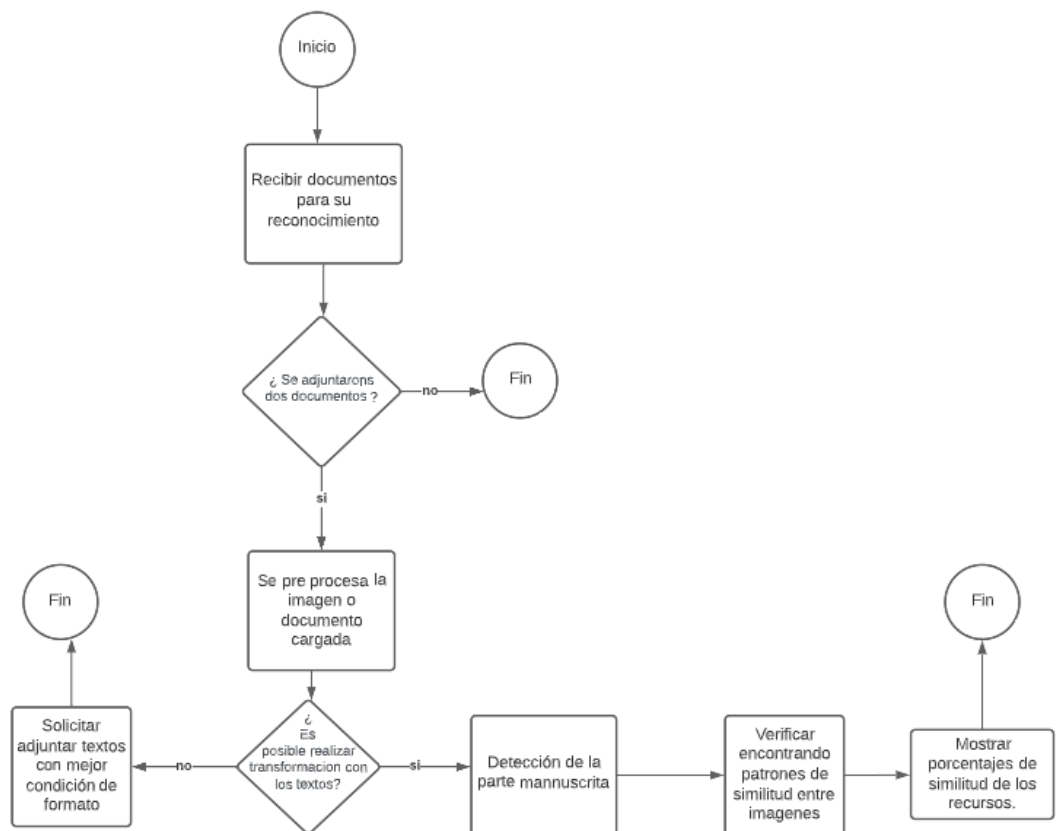 Inicio
Recibir documentos
para su
reconocimiento
¿ Se adjuntarons
dos documentos ?
no
Fin
si
Se pre procesa la
imagen o
documento
cargada
¿
Es
posible realizar
transformacion con
los textos?
no
Solicitar
adjuntar textos
con mejor
condición de
formato
Fin
si
Detección de la
parte mannuscrita
Verificar
encontrando
patrones de
similitud entre
imagenes
Mostrar
porcentajes de
similitud de los
recursos.
Fin